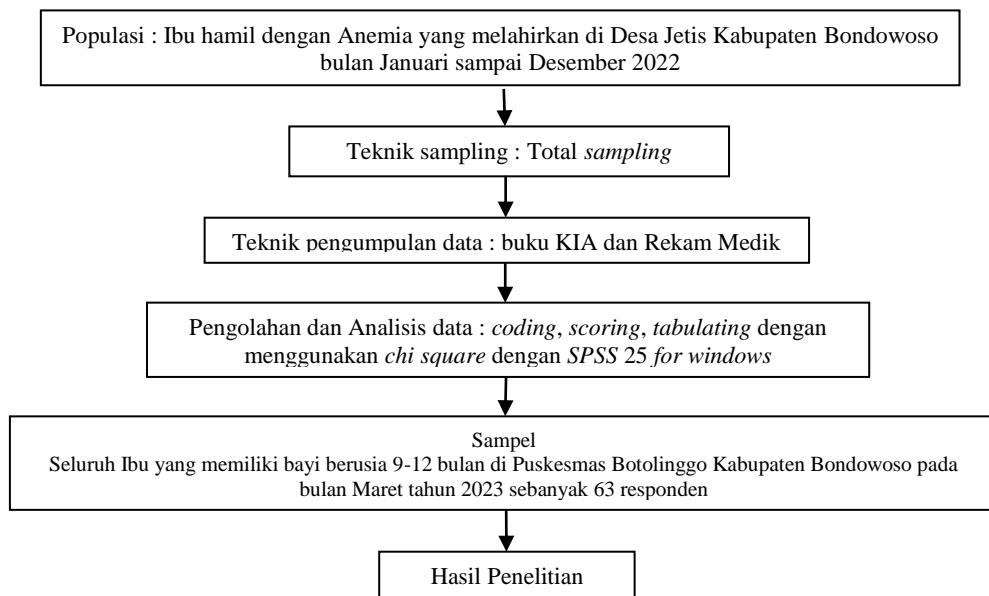 Populasi : Ibu hamil dengan Anemia yang melahirkan di Desa Jetis Kabupaten Bondowoso
bulan Januari sampai Desember 2022
Teknik sampling : Total sampling
Teknik pengumpulan data : buku KIA dan Rekam Medik
Pengolahan dan Analisis data : coding, scoring, tabulating dengan
menggunakan chi square dengan SPSS 25 for windows
Sampel
Seluruh Ibu yang memiliki bayi berusia 9-12 bulan di Puskesmas Botolinggo Kabupaten Bondowoso pada
bulan Maret tahun 2023 sebanyak 63 responden
Hasil Penelitian